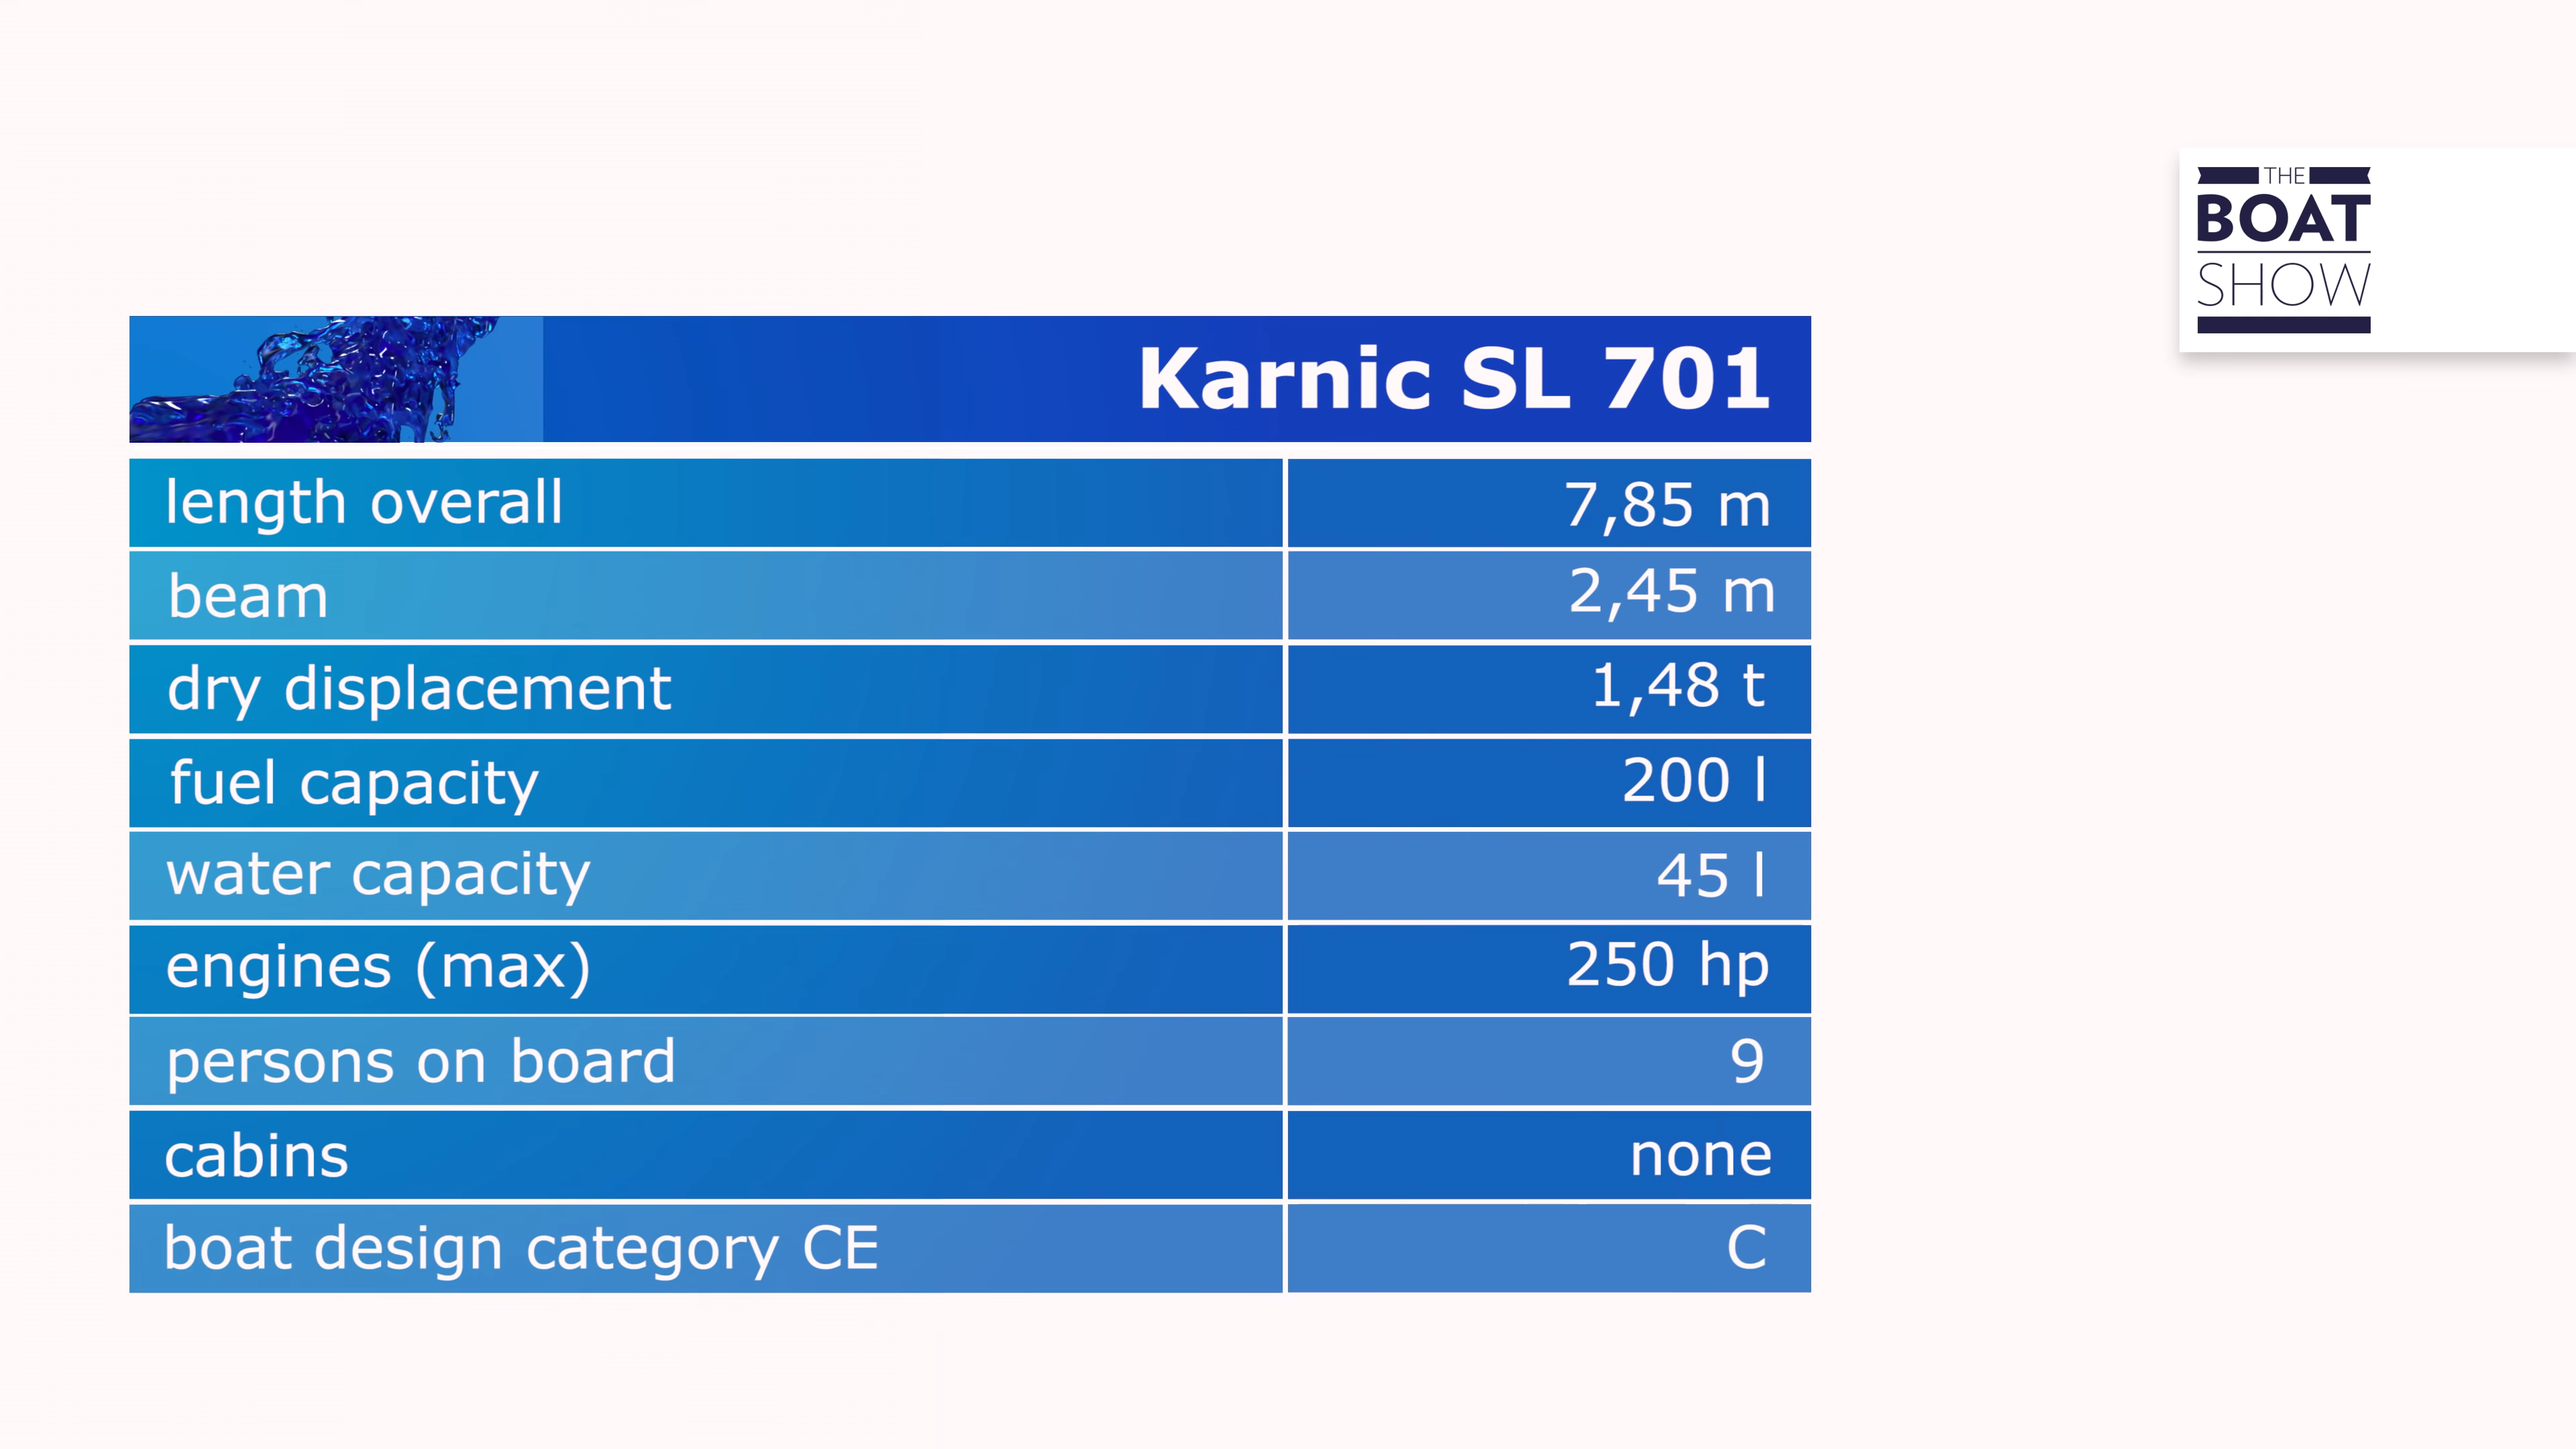 THE
BOAT
SHOW
Karnic SL 701
length overall 7,85 m
beam 2,45 m
dry displacement 1,48 t
fuel capacity 200 l
water capacity 45 l
engines (max) 250 hp
persons on board 9
cabins none
boat design category CE C